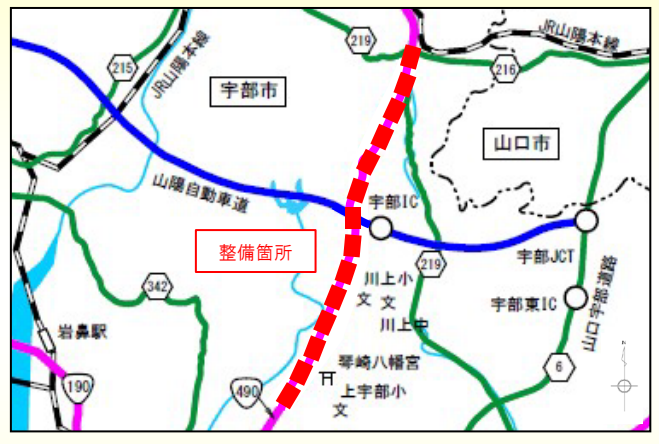 JR山陽本線
215
219
JR山陽本線
216
宇部市
山口市
山陽自動車道
宇部IC
整備箇所
219
宇部JCT
342
川上小
文 文
川上中
宇部東IC
山口宇部道路
岩鼻駅
琴崎八幡宮
6
190
490
上宇部小
文
N